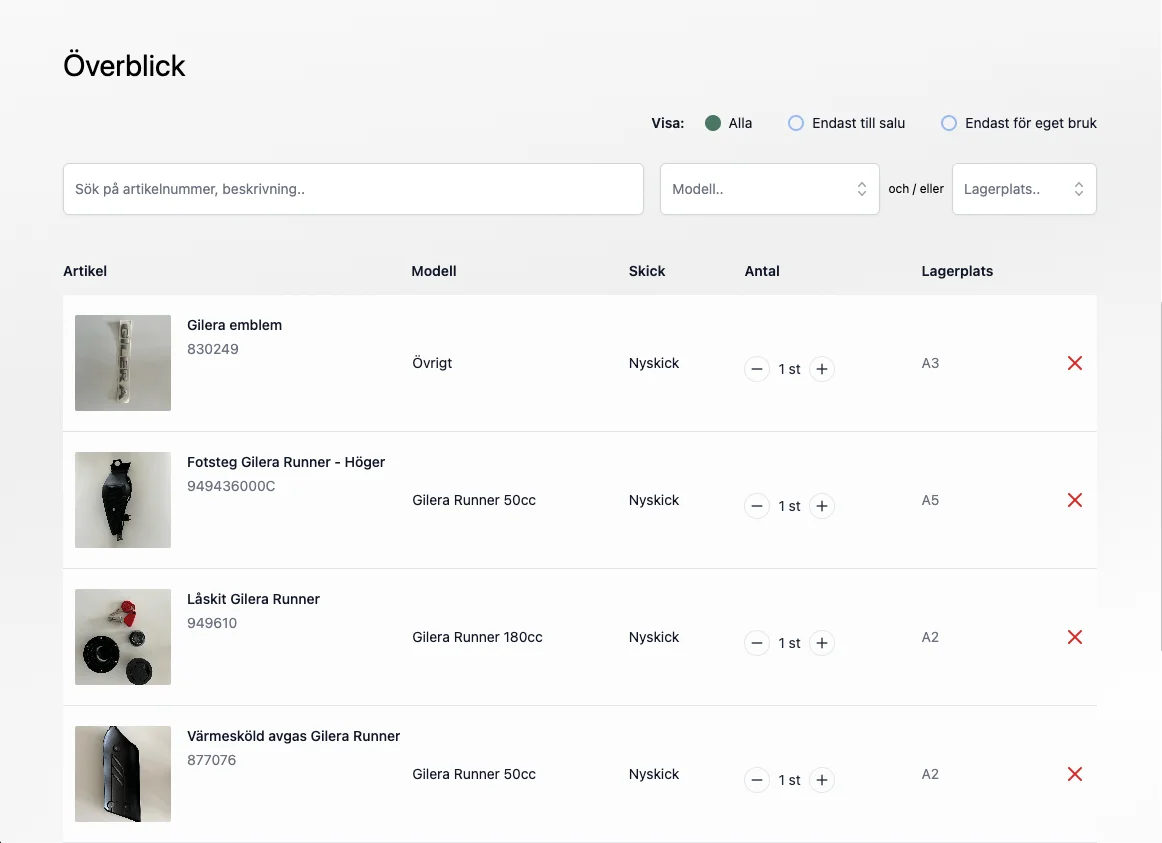 Överblick
Visa: Alla Endast till salu Endast för eget bruk
Sök på artikelnummer, beskrivning.. Modell.. och / eller Lagerplats..
Artikel Modell Skick Antal Lagerplats
GILERA
Gilera emblem
830249
Övrigt Nyskick 1 st A3
Fotsteg Gilera Runner - Höger
949436000C
Gilera Runner 50cc Nyskick 1 st A5
Låskit Gilera Runner
949610
Gilera Runner 180cc Nyskick 1 st A2
Värmesköld avgas Gilera Runner
877076
Gilera Runner 50cc Nyskick 1 st A2